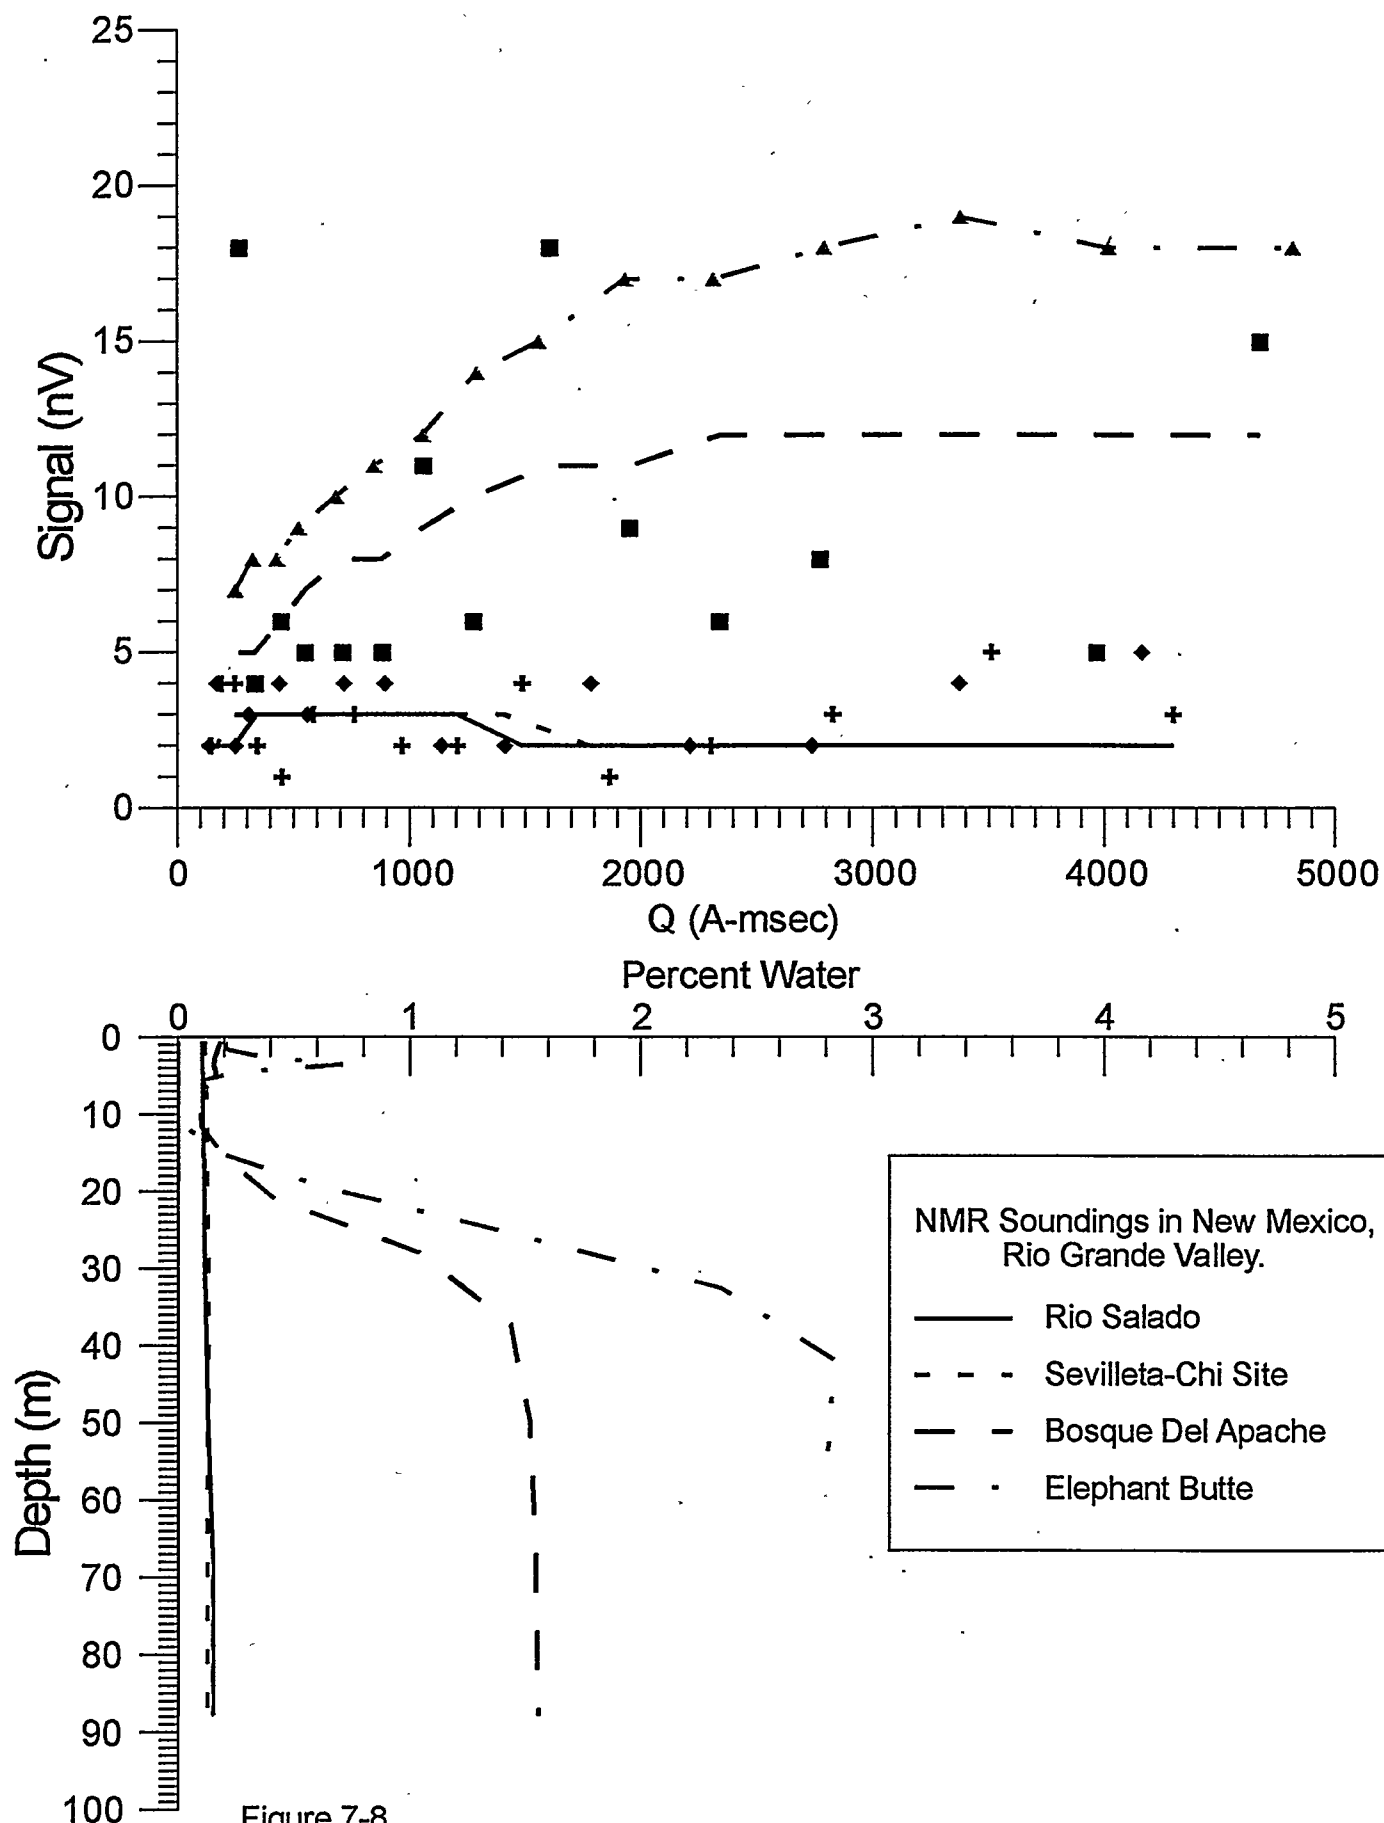 25
20
15
10
5
0
Signal (nV)
0 1000 2000 3000 4000 5000
Q (A-msec)
Percent Water
0 1 2 3 4 5
0
10
20
30
40
50
60
70
80
90
100
Depth (m)
NMR Soundings in New Mexico,
Rio Grande Valley.
Rio Salado
Sevilleta-Chi Site
Bosque Del Apache
Elephant Butte
Figure 7-8